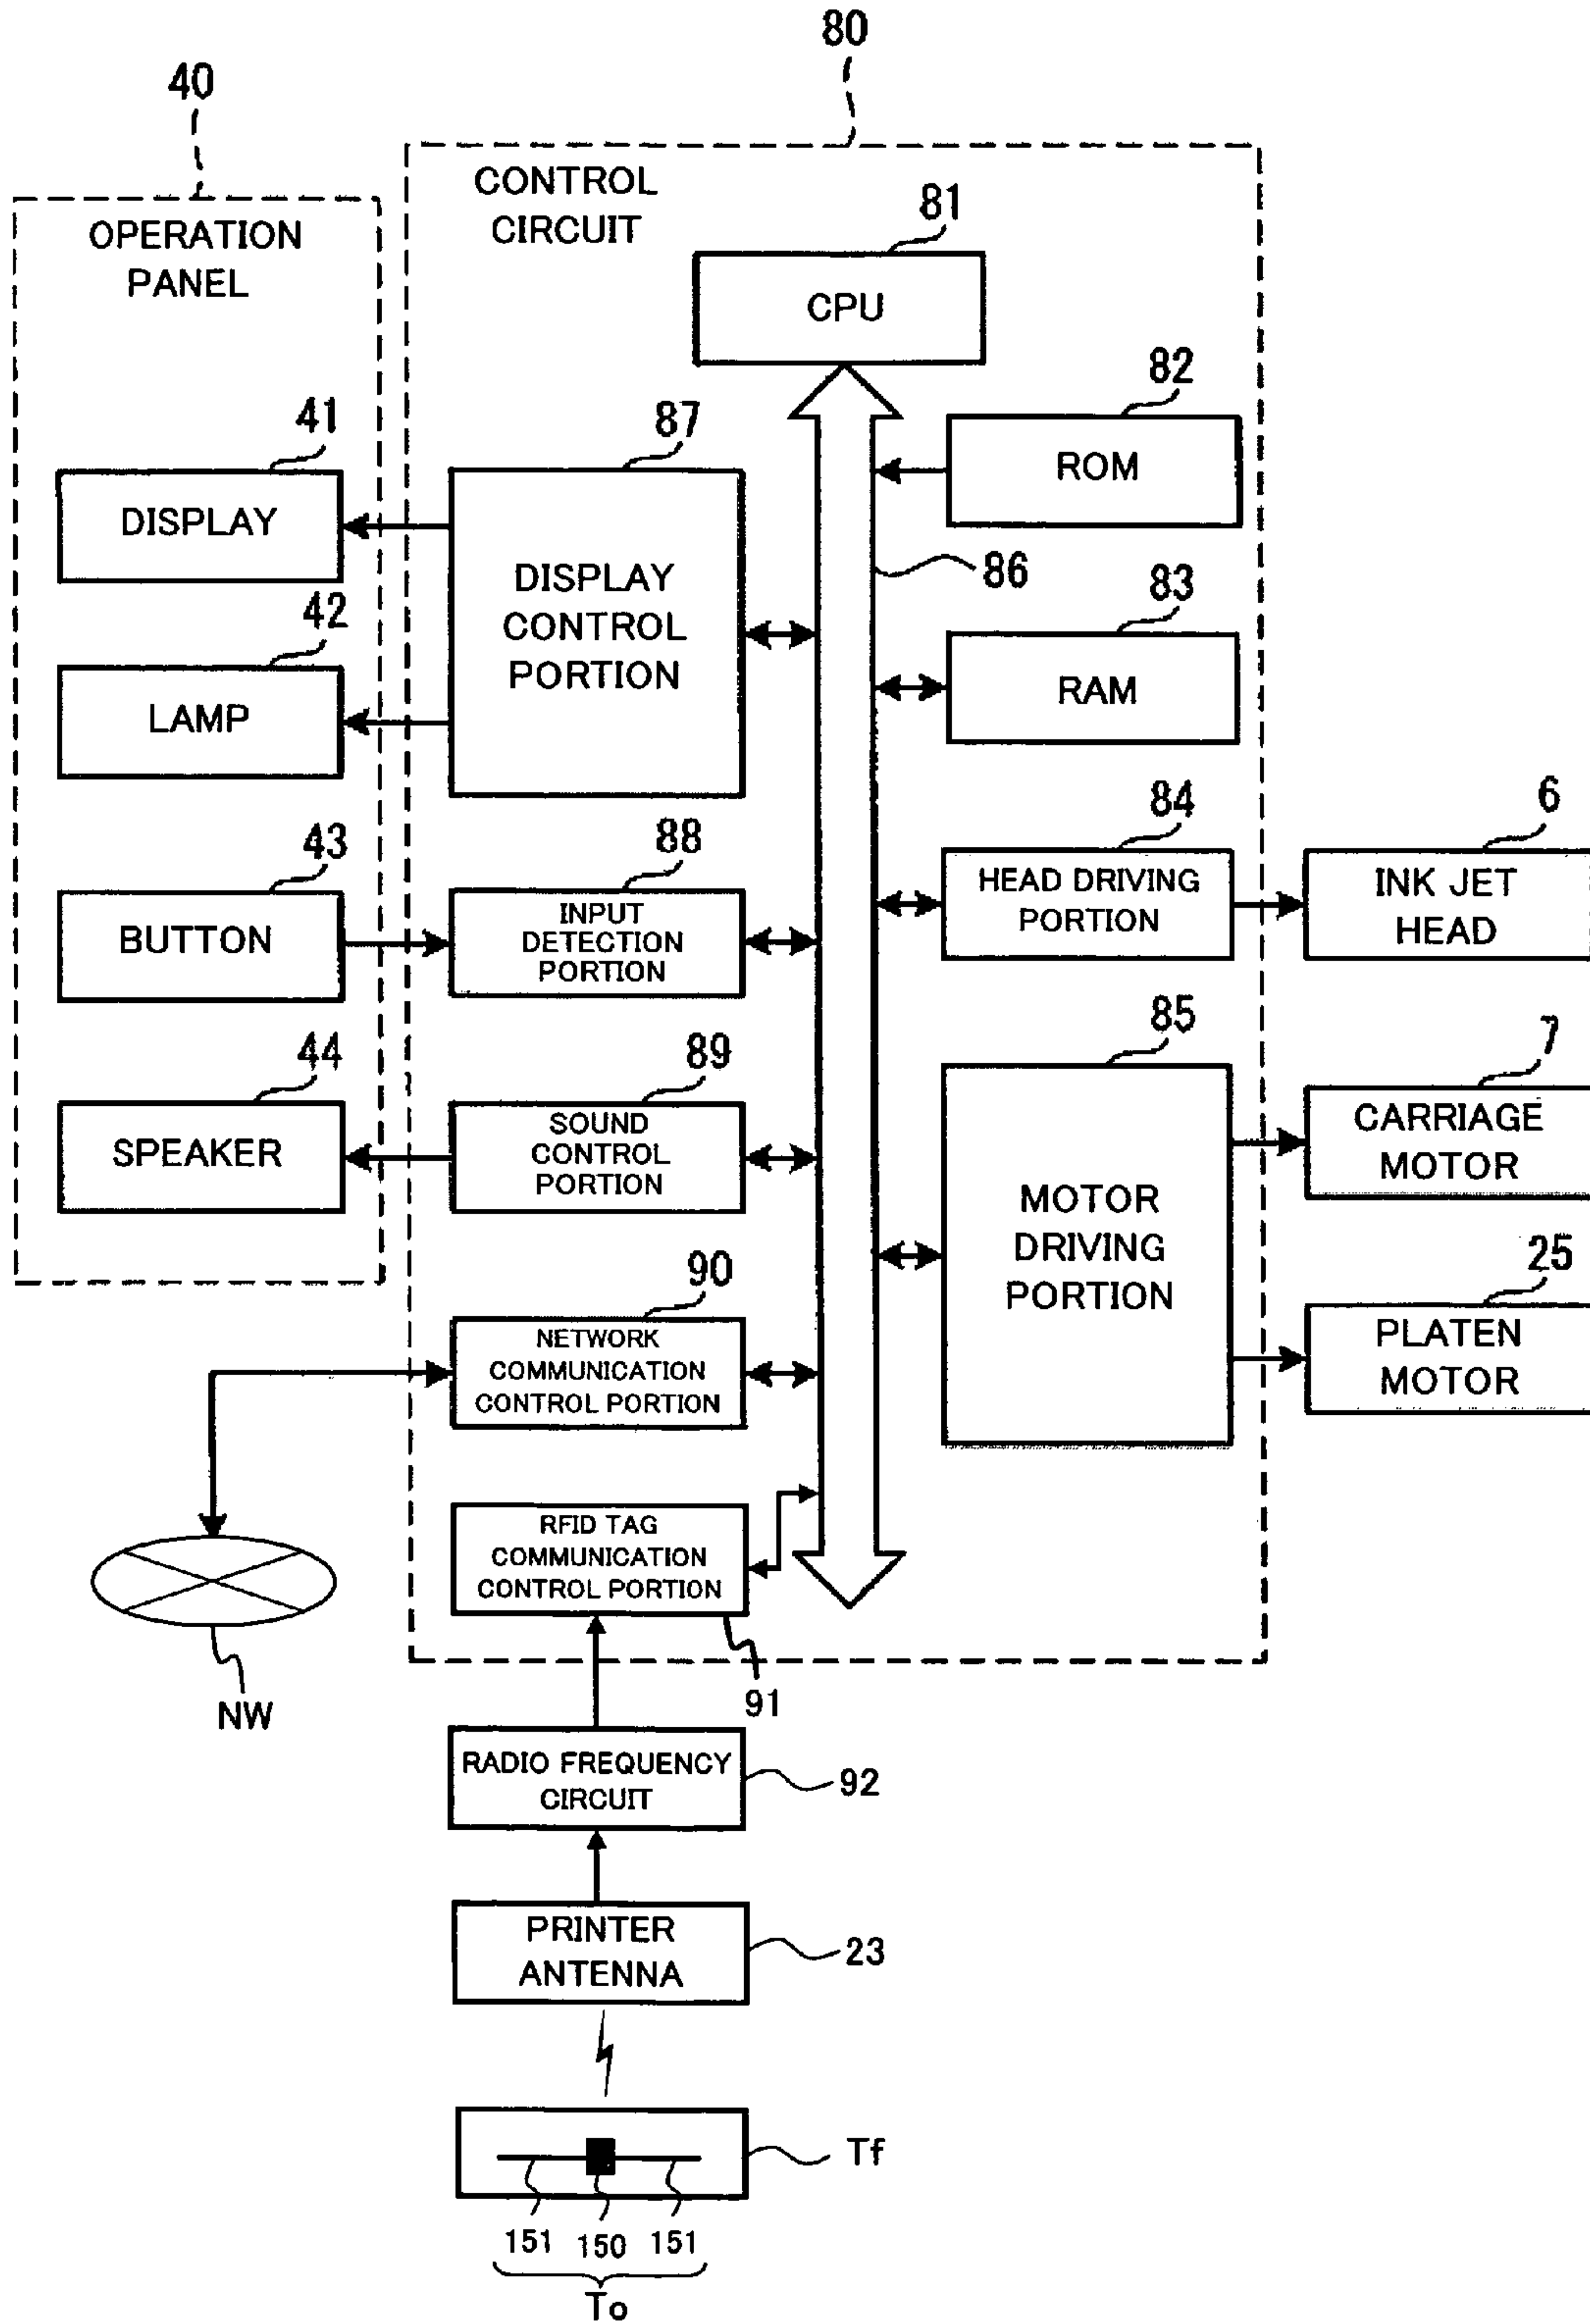 80
40
CONTROL
CIRCUIT
OPERATION
PANEL
81
CPU
82
ROM
41
DISPLAY
87
DISPLAY
CONTROL
PORTION
86
83
RAM
42
LAMP
84
HEAD DRIVING
PORTION
6
INK JET
HEAD
43
BUTTON
88
INPUT
DETECTION
PORTION
85
MOTOR
DRIVING
PORTION
7
CARRIAGE
MOTOR
44
SPEAKER
89
SOUND
CONTROL
PORTION
25
PLATEN
MOTOR
90
NETWORK
COMMUNICATION
CONTROL PORTION
RFID TAG
COMMUNICATION
CONTROL PORTION
NW
91
RADIO FREQUENCY
CIRCUIT
92
PRINTER
ANTENNA
23
Tf
151 150 151
To